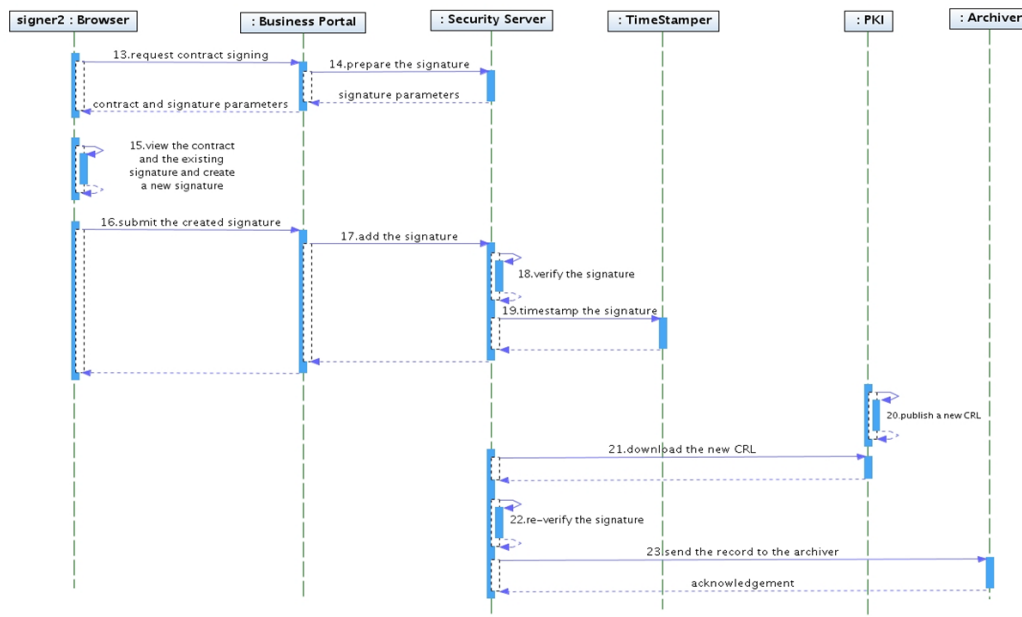 signer2 : Browser
: Business Portal
: Security Server
: TimeStamper
: PKI
: Archiver
13.request contract signing
14.prepare the signature
signature parameters
contract and signature parameters
15.view the contract
and the existing
signature and create
a new signature
16.submit the created signature
17.add the signature
18.verify the signature
19.timestamp the signature
20.publish a new CRL
21.download the new CRL
22.re-verify the signature
23.send the record to the archiver
acknowledgement